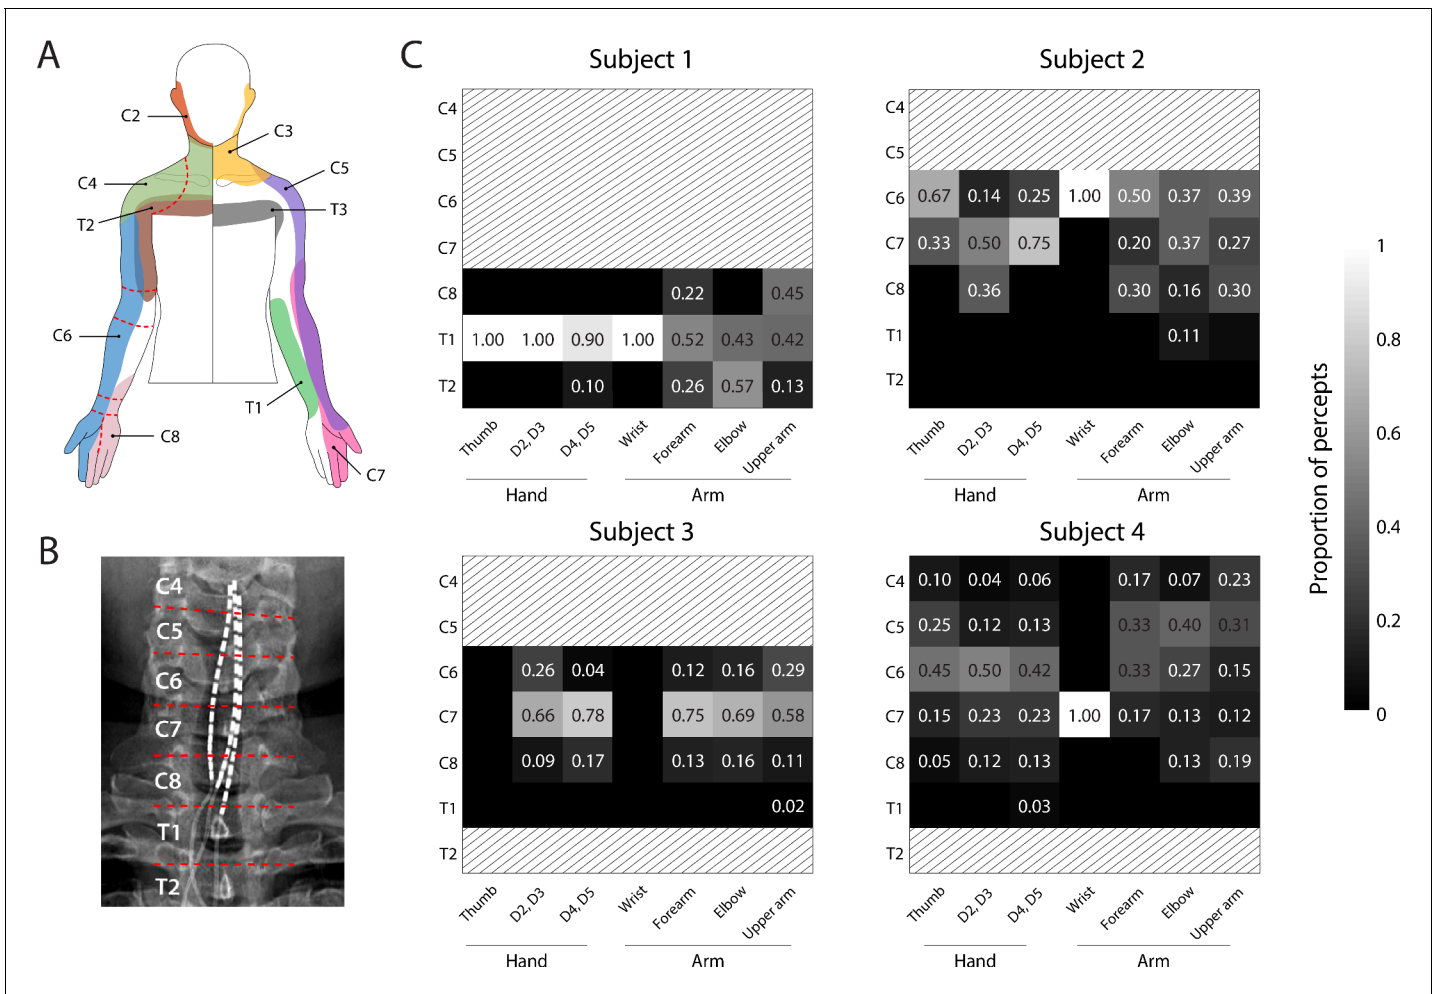 A
C2
C3
C4
C5
T2
T3
C6
T1
C8
C7
B
C4
C5
C6
C7
C8
T1
T2
C
Subject 1
C4
C5
C6
C7
C8 0.22 0.45
T1 1.00 1.00 0.90 1.00 0.52 0.43 0.42
T2 0.10 0.26 0.57 0.13
Thumb D2, D3 D4, D5 Wrist Forearm Elbow Upper arm
Hand Arm
Subject 2
C4
C5
C6 0.67 0.14 0.25 1.00 0.50 0.37 0.39
C7 0.33 0.50 0.75 0.20 0.37 0.27
C8 0.36 0.30 0.16 0.30
T1 0.11
T2
Thumb D2, D3 D4, D5 Wrist Forearm Elbow Upper arm
Hand Arm
Subject 3
C4
C5
C6 0.26 0.04 0.12 0.16 0.29
C7 0.66 0.78 0.75 0.69 0.58
C8 0.09 0.17 0.13 0.16 0.11
T1 0.02
T2
Thumb D2, D3 D4, D5 Wrist Forearm Elbow Upper arm
Hand Arm
Subject 4
C4 0.10 0.04 0.06 0.17 0.07 0.23
C5 0.25 0.12 0.13 0.33 0.40 0.31
C6 0.45 0.50 0.42 0.33 0.27 0.15
C7 0.15 0.23 0.23 1.00 0.17 0.13 0.12
C8 0.05 0.12 0.13 0.13 0.19
T1 0.03
T2
Thumb D2, D3 D4, D5 Wrist Forearm Elbow Upper arm
Hand Arm
Proportion of percepts
1
0.8
0.6
0.4
0.2
0